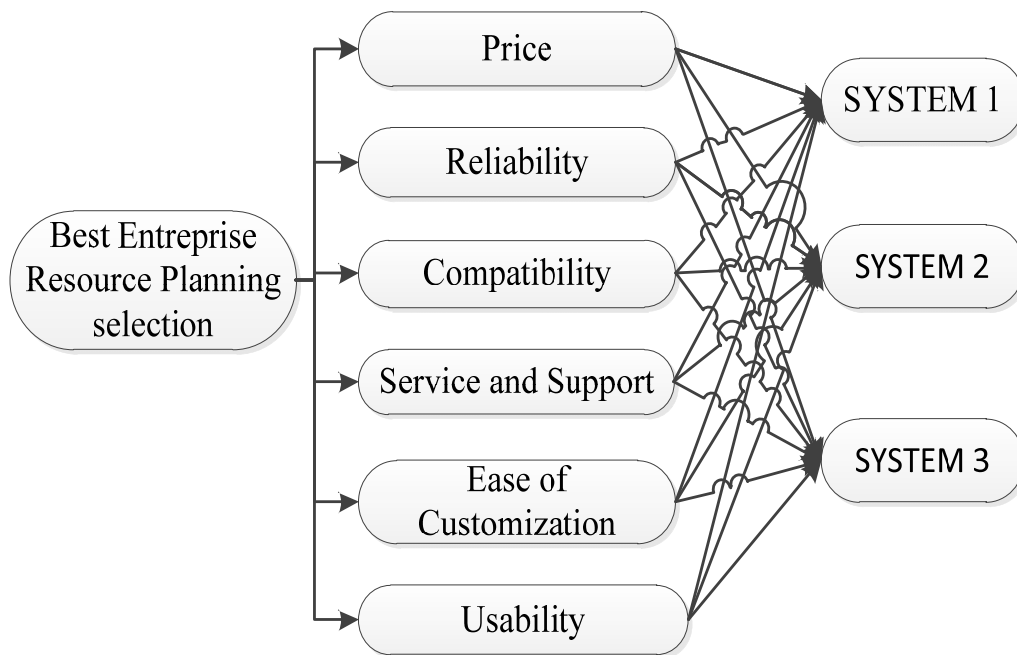 Best Entreprise
Resource Planning
selection
Price
Reliability
Compatibility
Service and Support
Ease of
Customization
Usability
SYSTEM 1
SYSTEM 2
SYSTEM 3